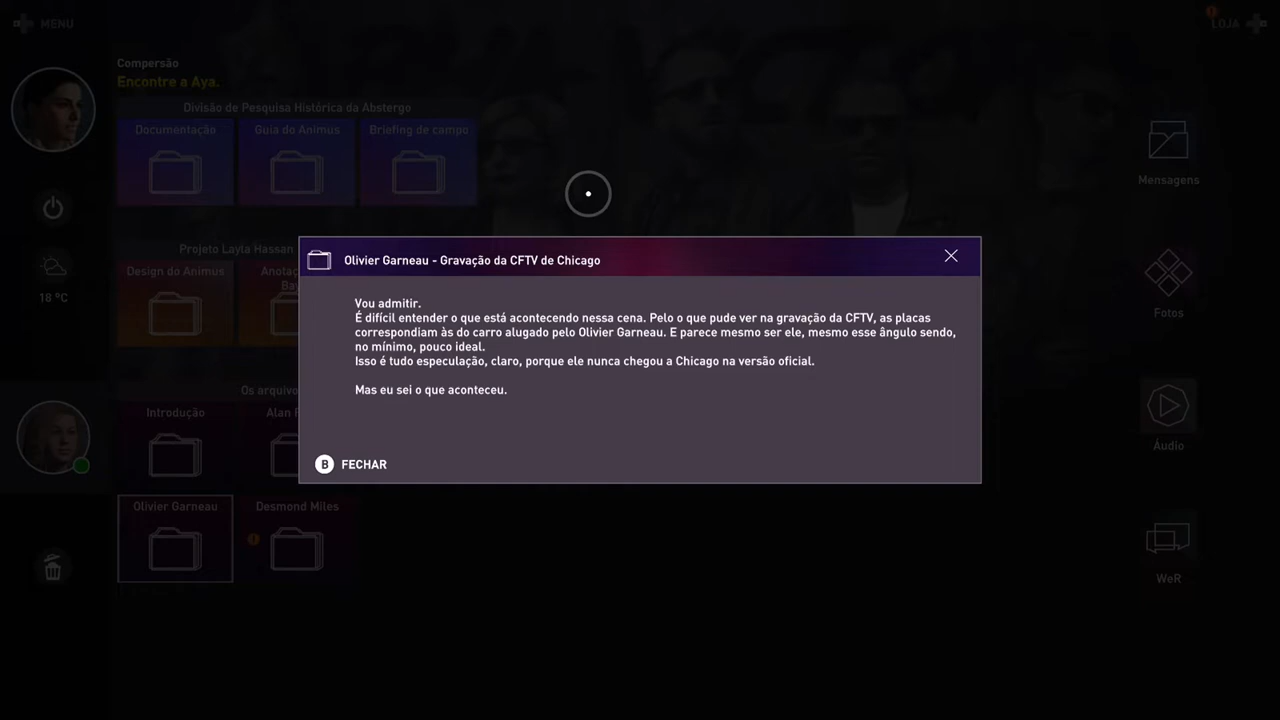 MENU
LOJA
Compersão
Encontre a Aya.
Divisão de Pesquisa Histórica da Abstergo
Documentação
Guia do Animus
Briefing de campo
Mensagens
Projeto Layla Hassan
Design do Animus
18 °C
Fotos
Olivier Garneau - Gravação da CFTV de Chicago
Vou admitir.
É difícil entender o que está acontecendo nessa cena. Pelo o que pude ver na gravação da CFTV, as placas
correspondiam às do carro alugado pelo Olivier Garneau. E parece mesmo ser ele, mesmo esse ângulo sendo,
no mínimo, pouco ideal.
Isso é tudo especulação, claro, porque ele nunca chegou a Chicago na versão oficial.
Mas eu sei o que aconteceu.
B FECHAR
Os arquivo
Introdução
Alan
Áudio
Olivier Garneau
Desmond Miles
WeR